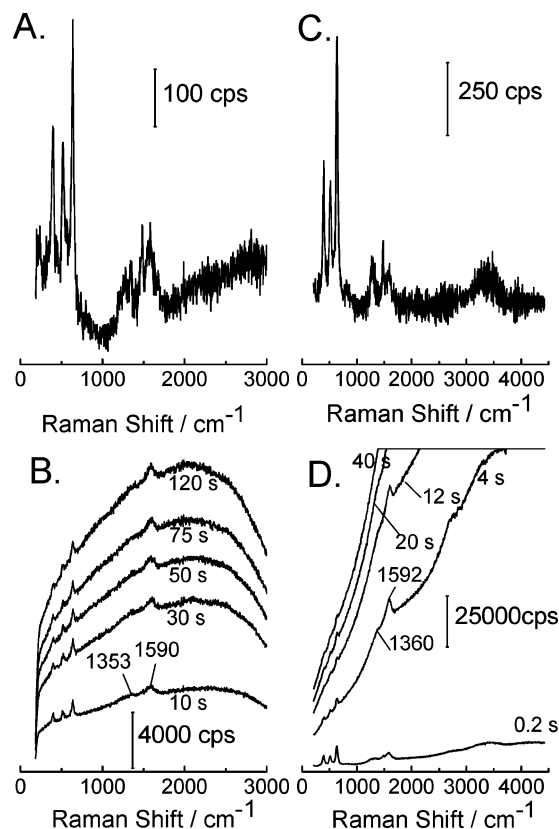 A.
100 cps
0 1000 2000 3000
Raman Shift / cm-1
C.
250 cps
0 1000 2000 3000 4000
Raman Shift / cm-1
B.
120 s
75 s
50 s
30 s
1353 1590
10 s
4000 cps
0 1000 2000 3000
Raman Shift / cm-1
D.
40 s
12 s
4 s
20 s
1592
25000cps
1360
0.2 s
0 1000 2000 3000 4000
Raman Shift / cm-1